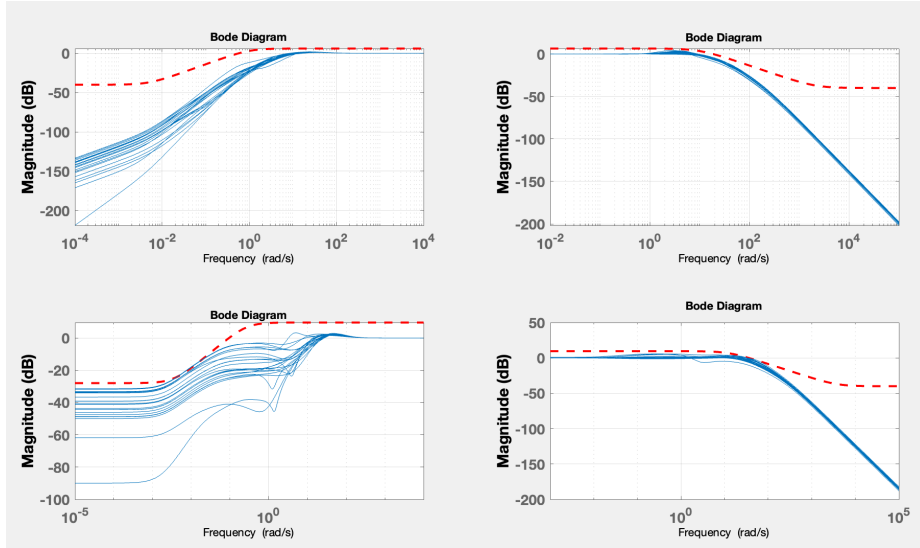 Bode Diagram
Magnitude (dB)
0
-50
-100
-150
-200
10^-4
10^-2
10^0
10^2
10^4
Frequency (rad/s)
Bode Diagram
Magnitude (dB)
0
-50
-100
-150
-200
10^-2
10^0
10^2
10^4
Frequency (rad/s)
Bode Diagram
Magnitude (dB)
0
-20
-40
-60
-80
-100
10^-5
10^0
Frequency (rad/s)
Bode Diagram
Magnitude (dB)
50
0
-50
-100
-150
-200
10^0
10^5
Frequency (rad/s)